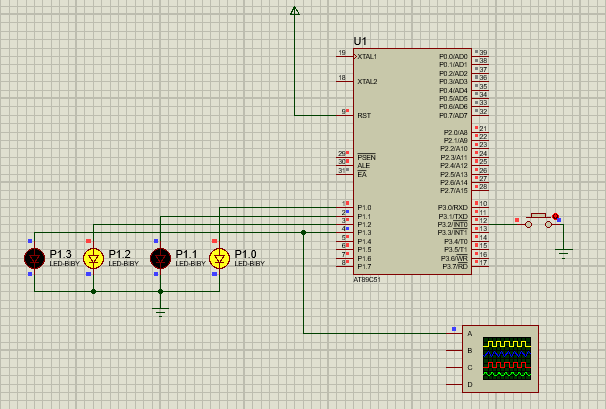 U1
19 XTAL1 P0.0/AD0 39
P0.1/AD1 38
P0.2/AD2 37
18 XTAL2 P0.3/AD3 36
P0.4/AD4 35
P0.5/AD5 34
P0.6/AD6 33
9 RST P0.7/AD7 32
P2.0/A8 21
P2.1/A9 22
P2.2/A10 23
29 PSEN P2.3/A11 24
30 ALE P2.4/A12 25
31 EA P2.5/A13 26
P2.6/A14 27
P2.7/A15 28
1 P1.0 P3.0/RXD 10
2 P1.1 P3.1/TXD 11
3 P1.2 P3.2/INT0 12
4 P1.3 P3.3/INT1 13
5 P1.4 P3.4/T0 14
6 P1.5 P3.5/T1 15
7 P1.6 P3.6/WR 16
8 P1.7 P3.7/RD 17
AT89C51
P1.3 P1.2 P1.1 P1.0
LED-BIBY LED-BIBY LED-BIBY LED-BIBY
A
B
C
D